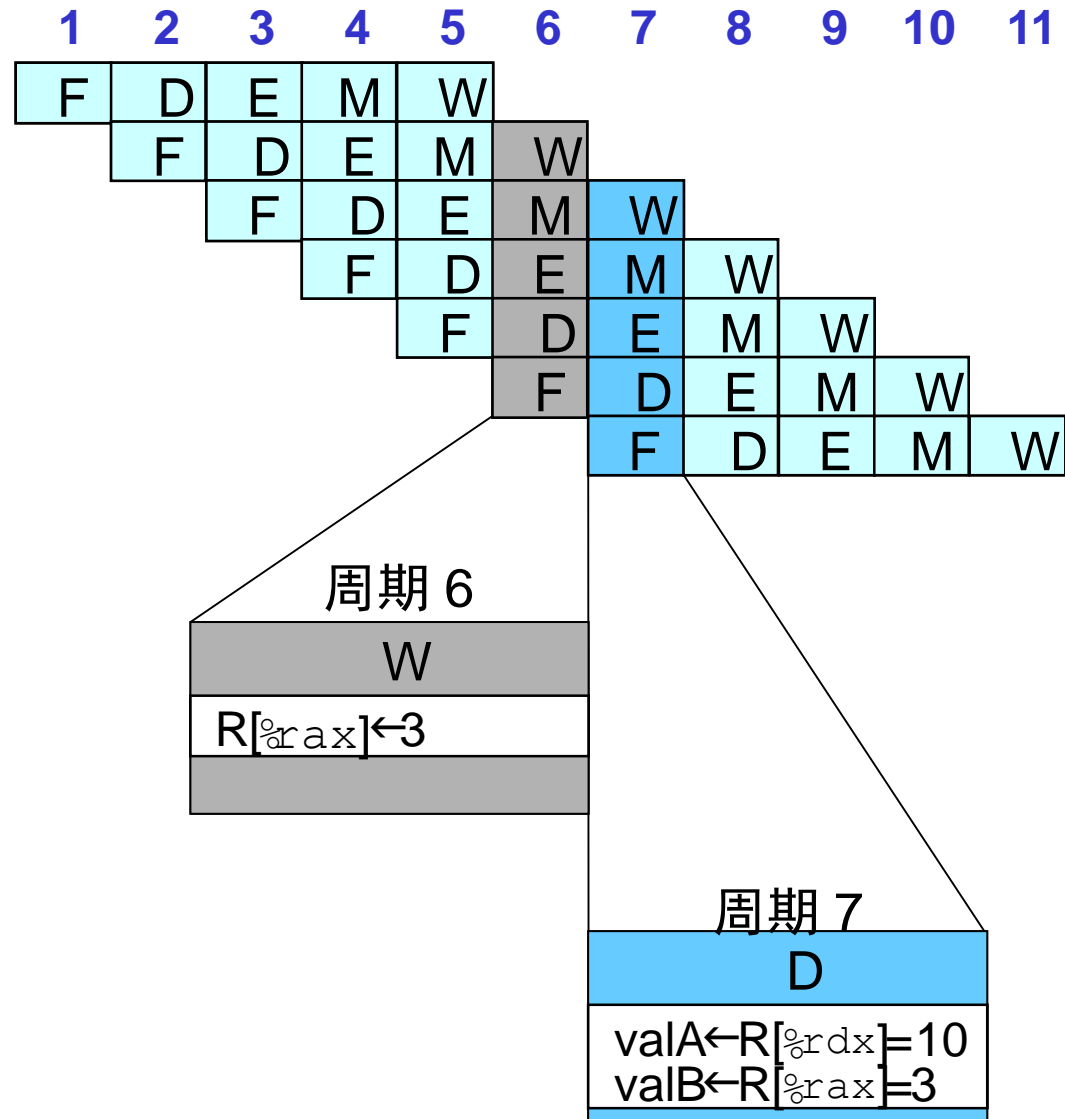 1 2 3 4 5 6 7 8 9 10 11
F D E M W
F D E M W
F D E M W
F D E M W
F D E M W
F D E M W
F D E M W
周期 6
W
R[%rax]←3
周期 7
D
valA←R[%rdx]=10
valB←R[%rax]=3